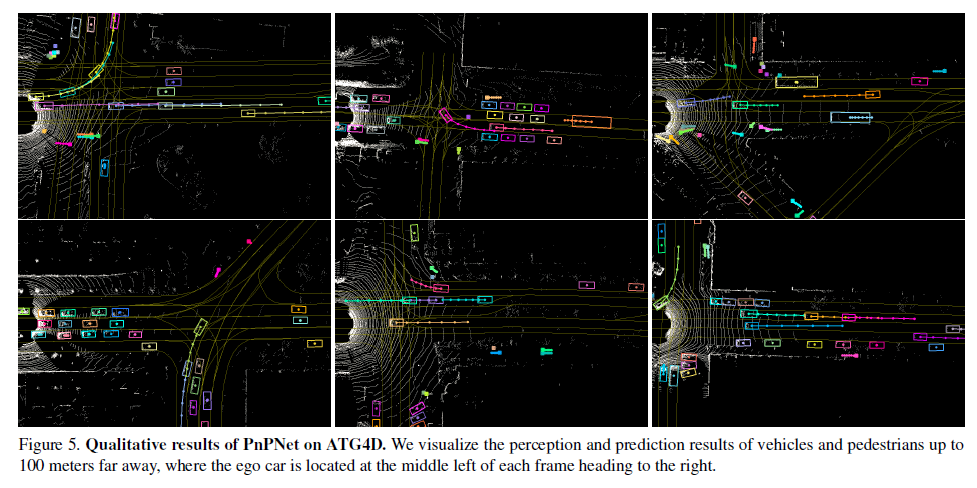 Figure 5. Qualitative results of PnPNet on ATG4D. We visualize the perception and prediction results of vehicles and pedestrians up to
100 meters far away, where the ego car is located at the middle left of each frame heading to the right.